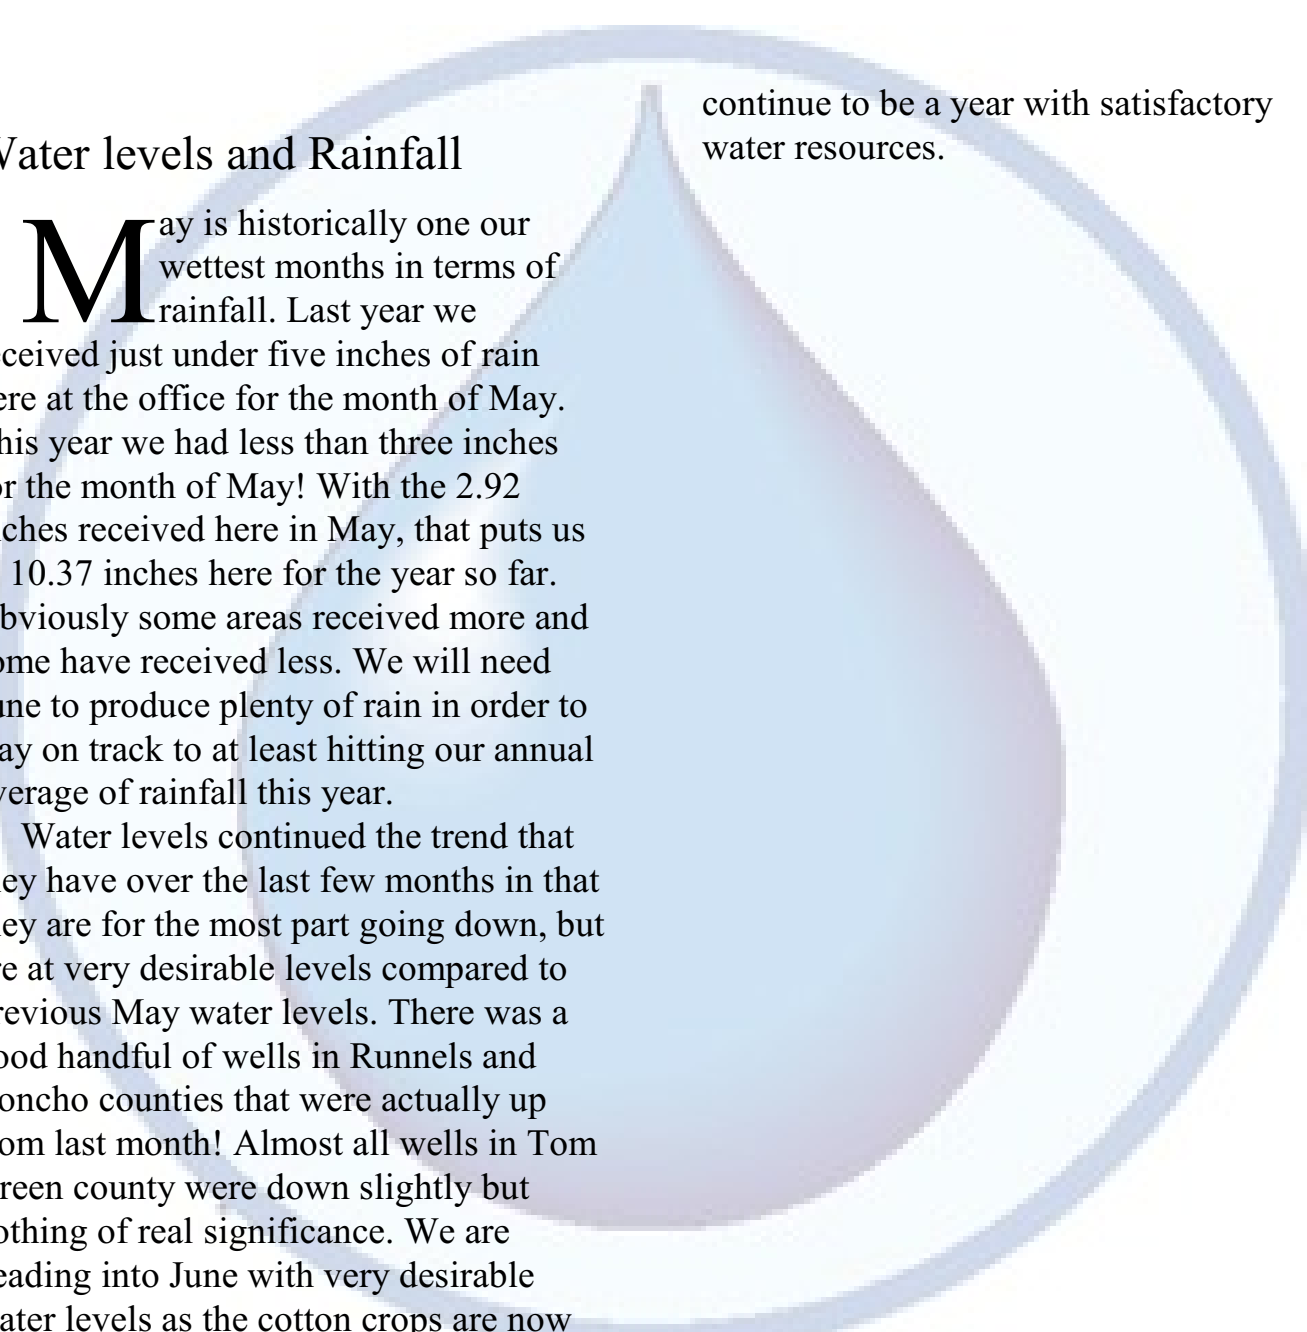 Water levels and Rainfall
May is historically one our
wettest months in terms of
rainfall. Last year we
ceived just under five inches of rain
ere at the office for the month of May.
his year we had less than three inches
or the month of May! With the 2.92
ches received here in May, that puts us
10.37 inches here for the year so far.
bviously some areas received more and
ome have received less. We will need
une to produce plenty of rain in order to
ay on track to at least hitting our annual
verage of rainfall this year.
Water levels continued the trend that
ey have over the last few months in that
ey are for the most part going down, but
re at very desirable levels compared to
revious May water levels. There was a
ood handful of wells in Runnels and
oncho counties that were actually up
om last month! Almost all wells in Tom
reen county were down slightly but
othing of real significance. We are
eading into June with very desirable
ater levels as the cotton crops are now
continue to be a year with satisfactory
water resources.